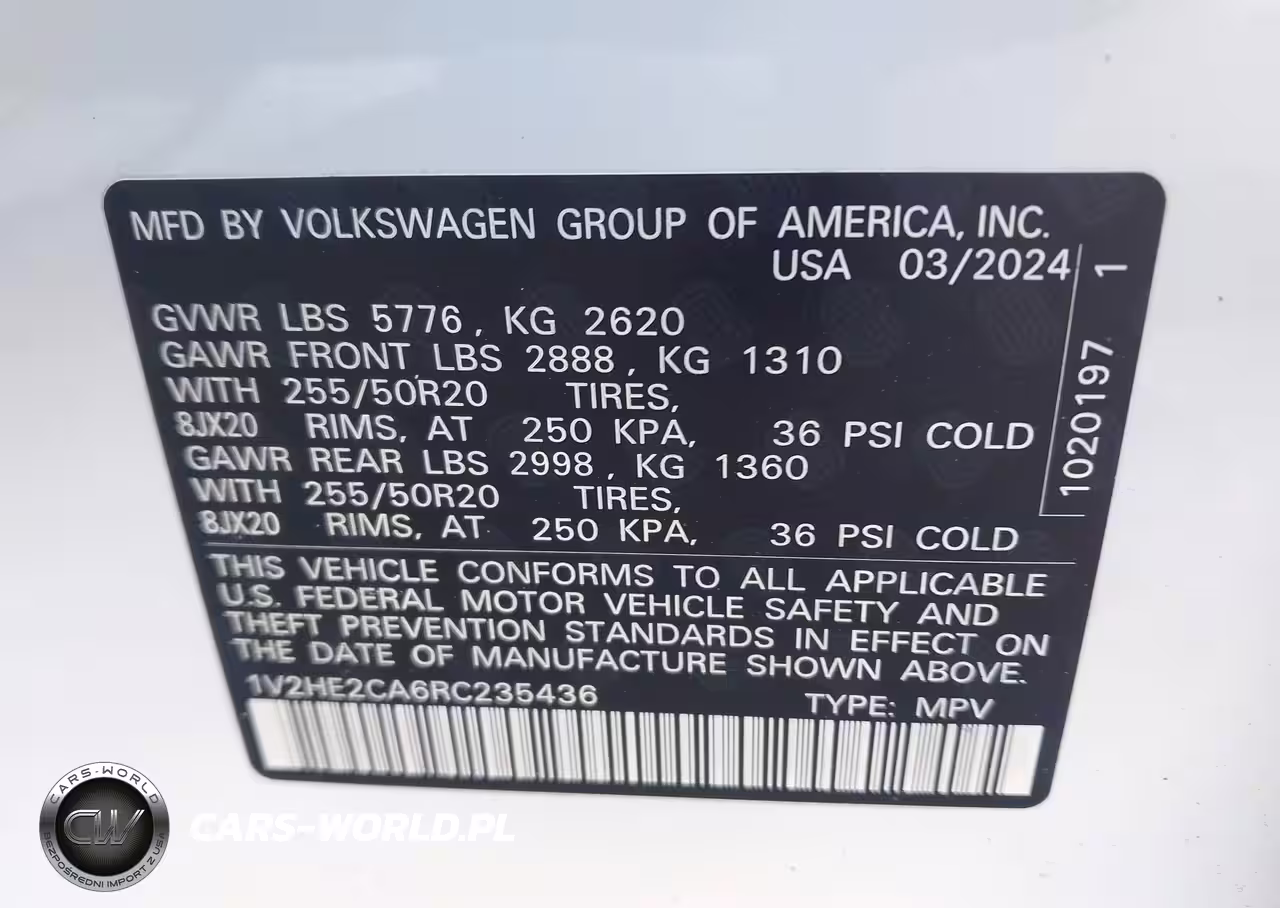 MFD BY VOLKSWAGEN GROUP OF AMERICA, INC.
USA 03/2024
GVWR LBS 5776, KG 2620
GAWR FRONT LBS 2888, KG 1310
WITH 255/50R20 TIRES,
8JX20 RIMS, AT 250 KPA, 36 PSI COLD
GAWR REAR LBS 2998, KG 1360
WITH 255/50R20 TIRES,
8JX20 RIMS, AT 250 KPA, 36 PSI COLD
1020197 1
THIS VEHICLE CONFORMS TO ALL APPLICABLE
U.S. FEDERAL MOTOR VEHICLE SAFETY AND
THEFT PREVENTION STANDARDS IN EFFECT ON
THE DATE OF MANUFACTURE SHOWN ABOVE.
1V2HE2CA6RC235436 TYPE: MPV
CARS-WORLD
CW
BEZPOŚREDNI IMPORT Z USA
CARS-WORLD.PL